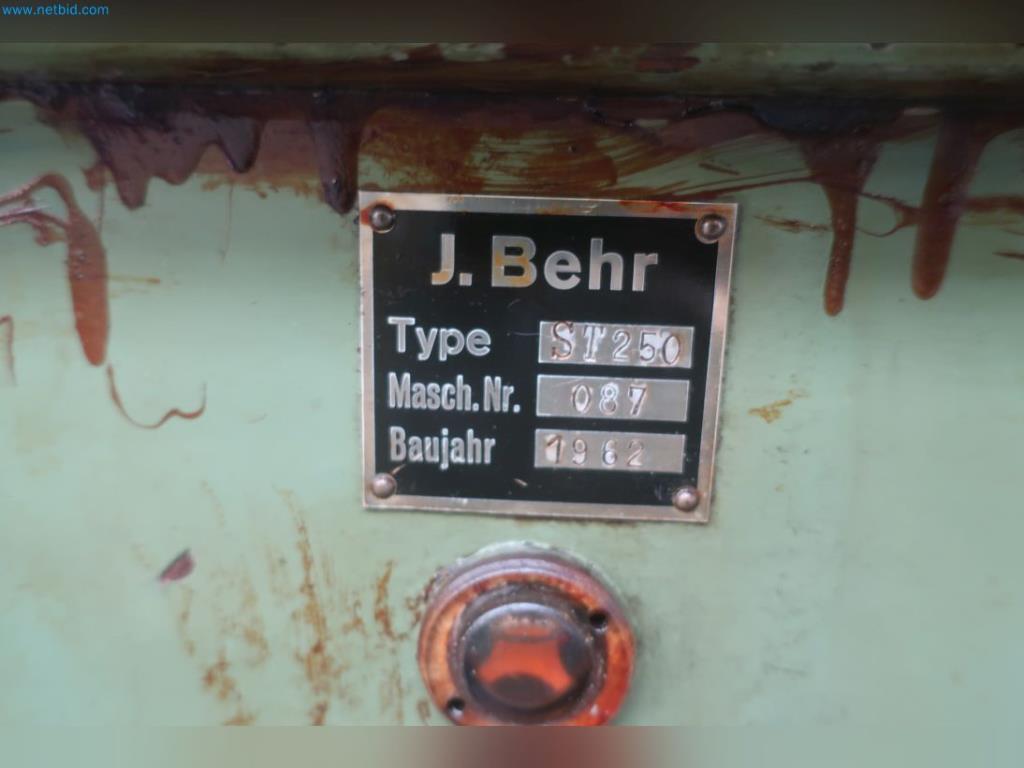 www.netbid.com
J. Behr
Type ST250
Masch. Nr. 087
Baujahr 1962